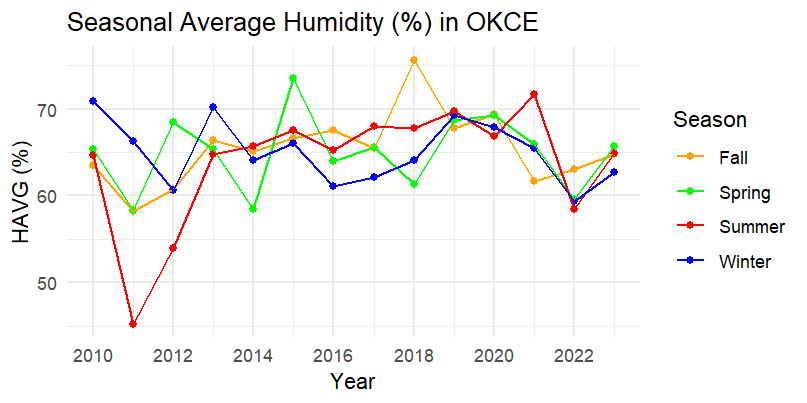 Seasonal Average Humidity (%) in OKCE
HAVG (%)
70
60
50
2010 2012 2014 2016 2018 2020 2022
Year
Season
Fall
Spring
Summer
Winter